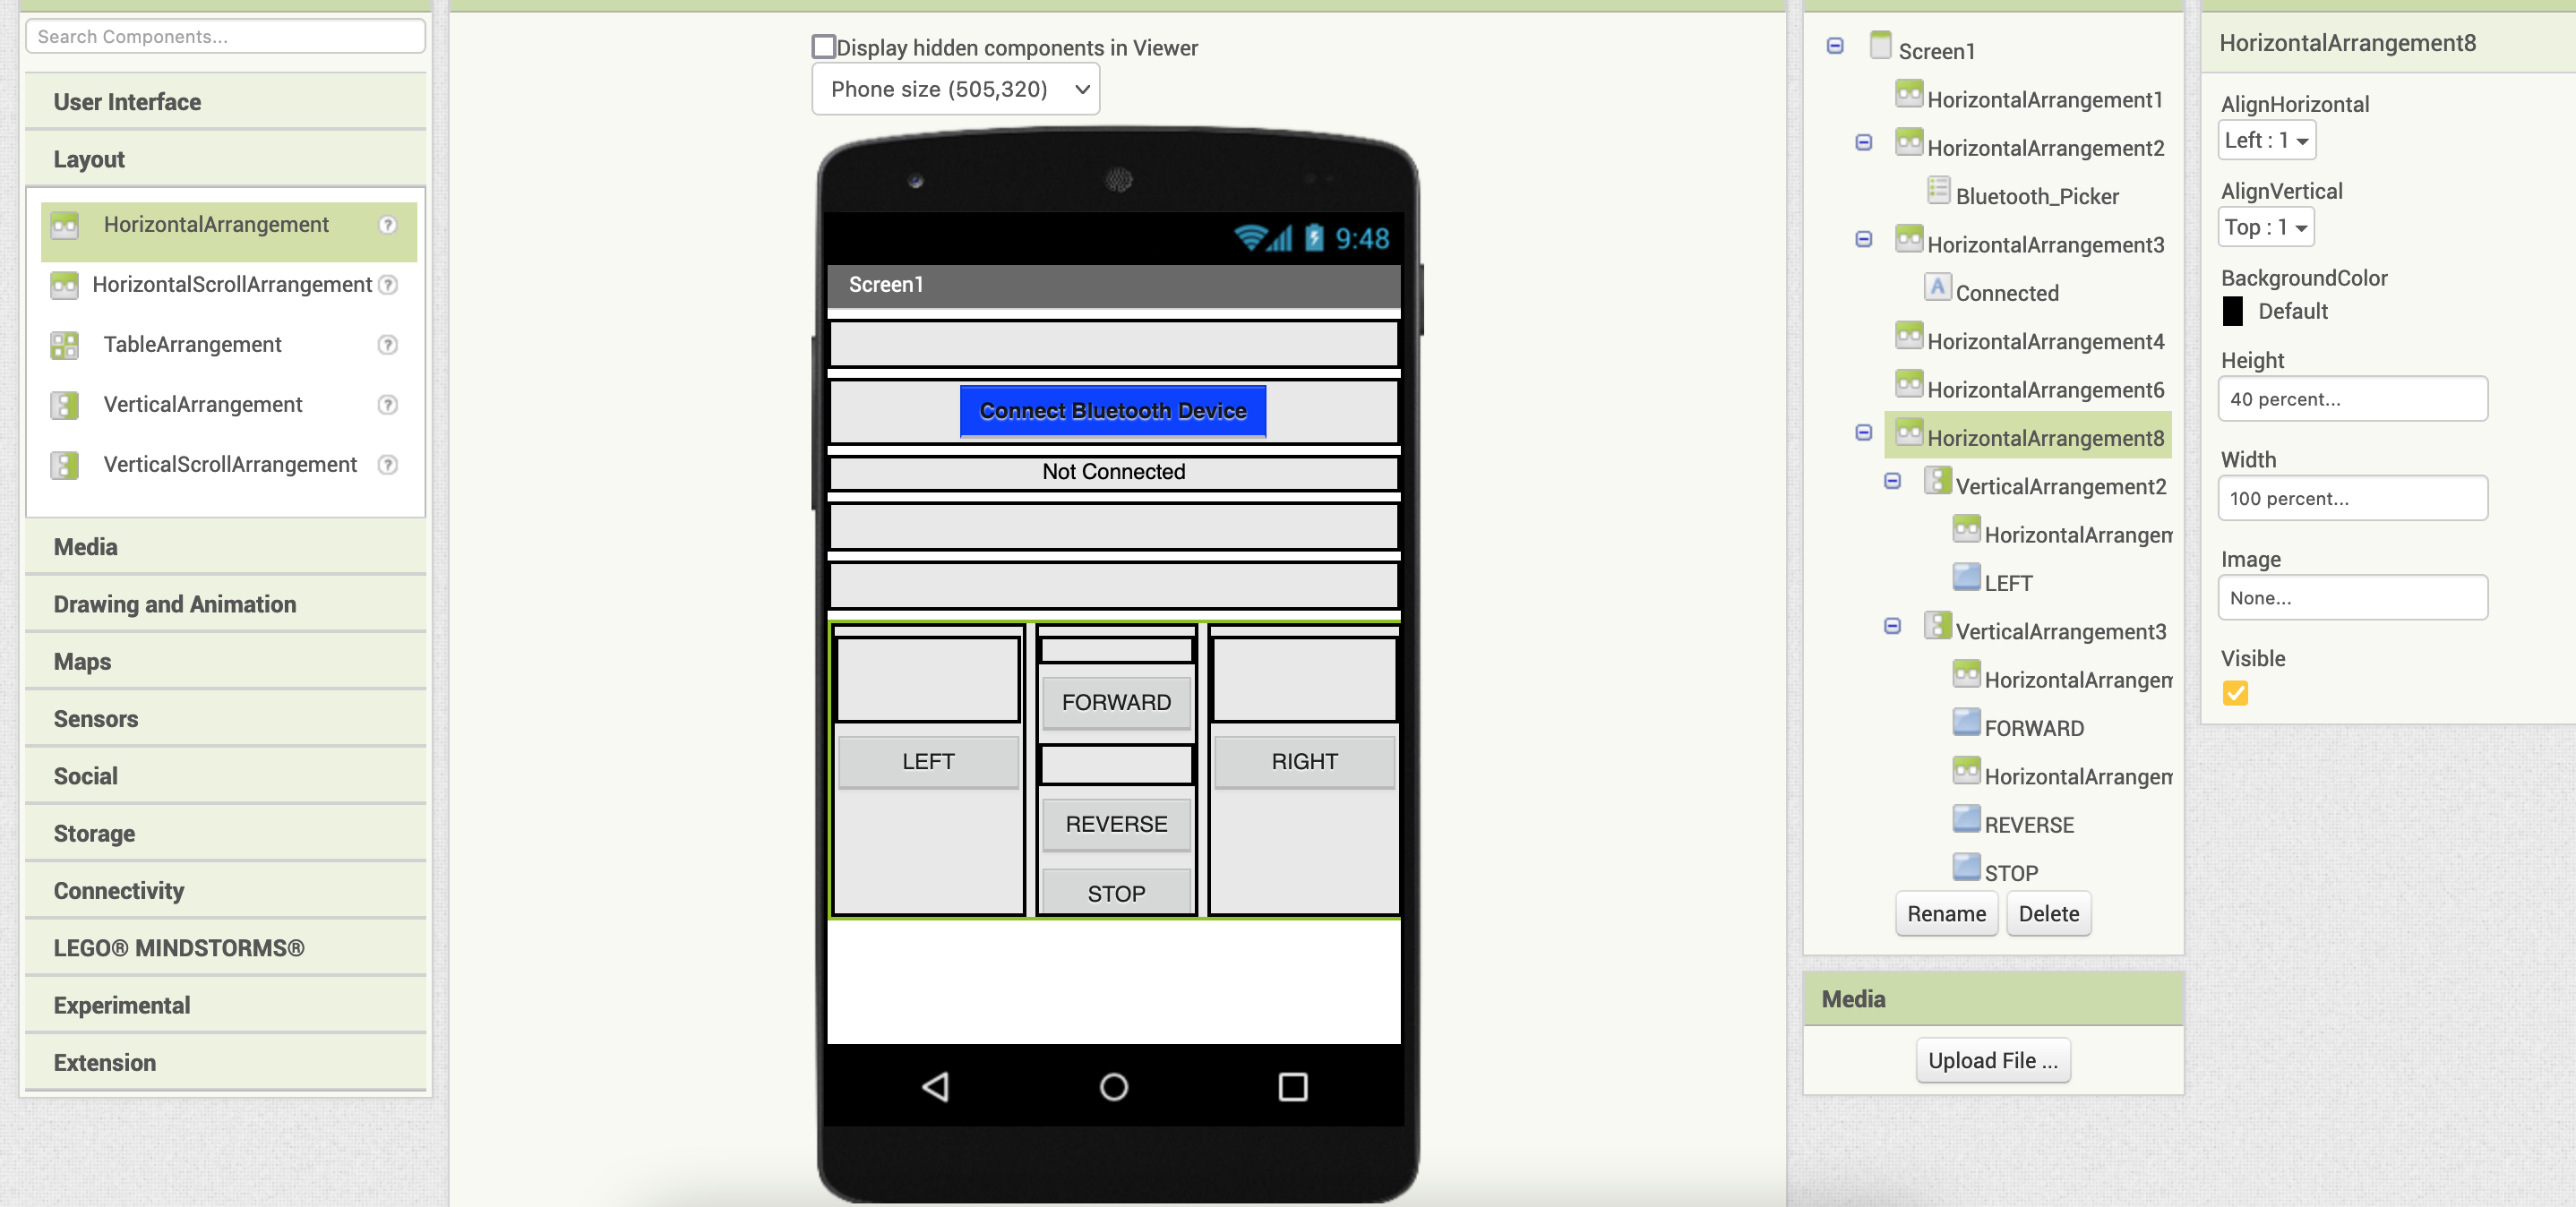 Search Components...
User Interface
Layout
HorizontalArrangement
?
HorizontalScrollArrangement
?
TableArrangement
?
VerticalArrangement
?
VerticalScrollArrangement
?
Media
Drawing and Animation
Maps
Sensors
Social
Storage
Connectivity
LEGO® MINDSTORMS®
Experimental
Extension
Display hidden components in Viewer
Phone size (505,320)
9:48
Screen1
Connect Bluetooth Device
Not Connected
FORWARD
LEFT
RIGHT
REVERSE
STOP
Screen1
HorizontalArrangement1
HorizontalArrangement2
Bluetooth_Picker
HorizontalArrangement3
A Connected
HorizontalArrangement4
HorizontalArrangement6
HorizontalArrangement8
VerticalArrangement2
HorizontalArrangem
LEFT
VerticalArrangement3
HorizontalArrangem
FORWARD
HorizontalArrangem
REVERSE
STOP
Rename
Delete
Media
Upload File ...
HorizontalArrangement8
AlignHorizontal
Left : 1
AlignVertical
Top : 1
BackgroundColor
Default
Height
40 percent...
Width
100 percent...
Image
None...
Visible